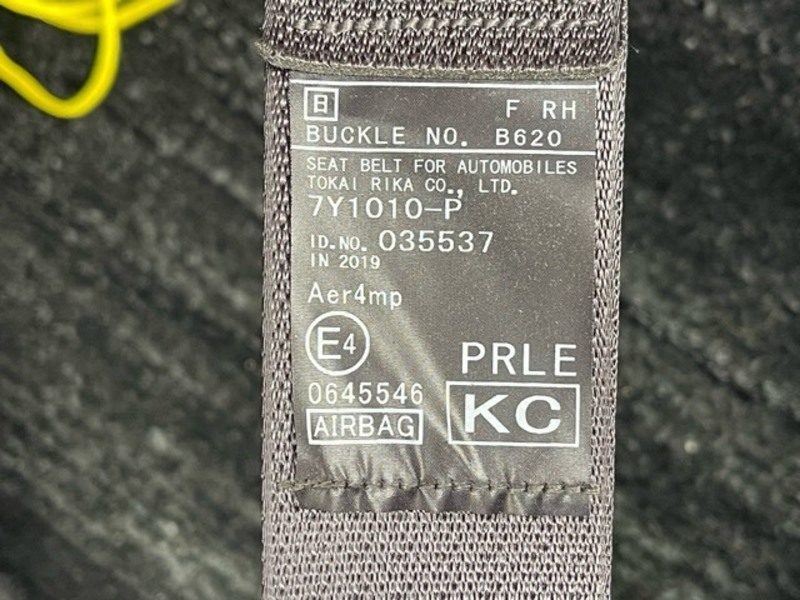 日 F RH
BUCKLE NO. B620
SEAT BELT FOR AUTOMOBILES
TOKAI RIKA CO., LTD.
7Y1010-P
ID.NO. 035537
IN 2019
Aer4mp
E4
PRLE
0645546
KC
AIRBAG